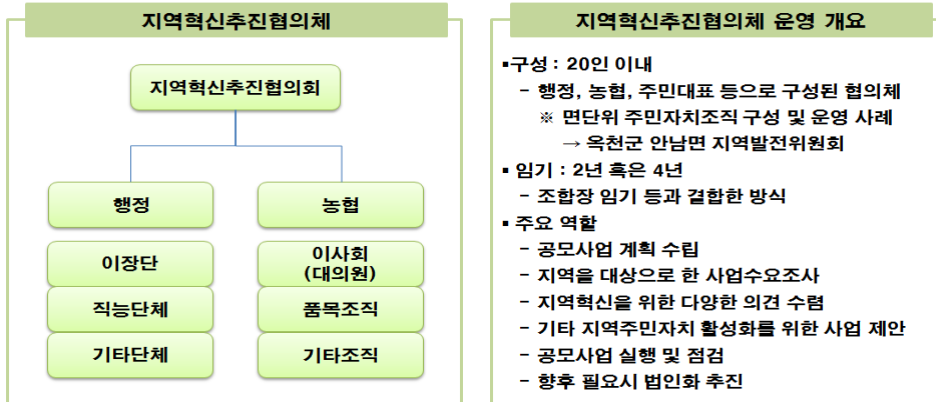 지역혁신추진협의체
지역혁신추진협의회
행정
농협
이장단
이사회
(대의원)
직능단체
품목조직
기타단체
기타조직
지역혁신추진협의체 운영 개요
▪구성 : 20인 이내
- 행정, 농협, 주민대표 등으로 구성된 협의체
※ 면단위 주민자치조직 구성 및 운영 사례
→ 옥천군 안남면 지역발전위원회
▪ 임기 : 2년 혹은 4년
- 조합장 임기 등과 결합한 방식
▪ 주요 역할
- 공모사업 계획 수립
- 지역을 대상으로 한 사업수요조사
- 지역혁신을 위한 다양한 의견 수렴
- 기타 지역주민자치 활성화를 위한 사업 제안
- 공모사업 실행 및 점검
- 향후 필요시 법인화 추진